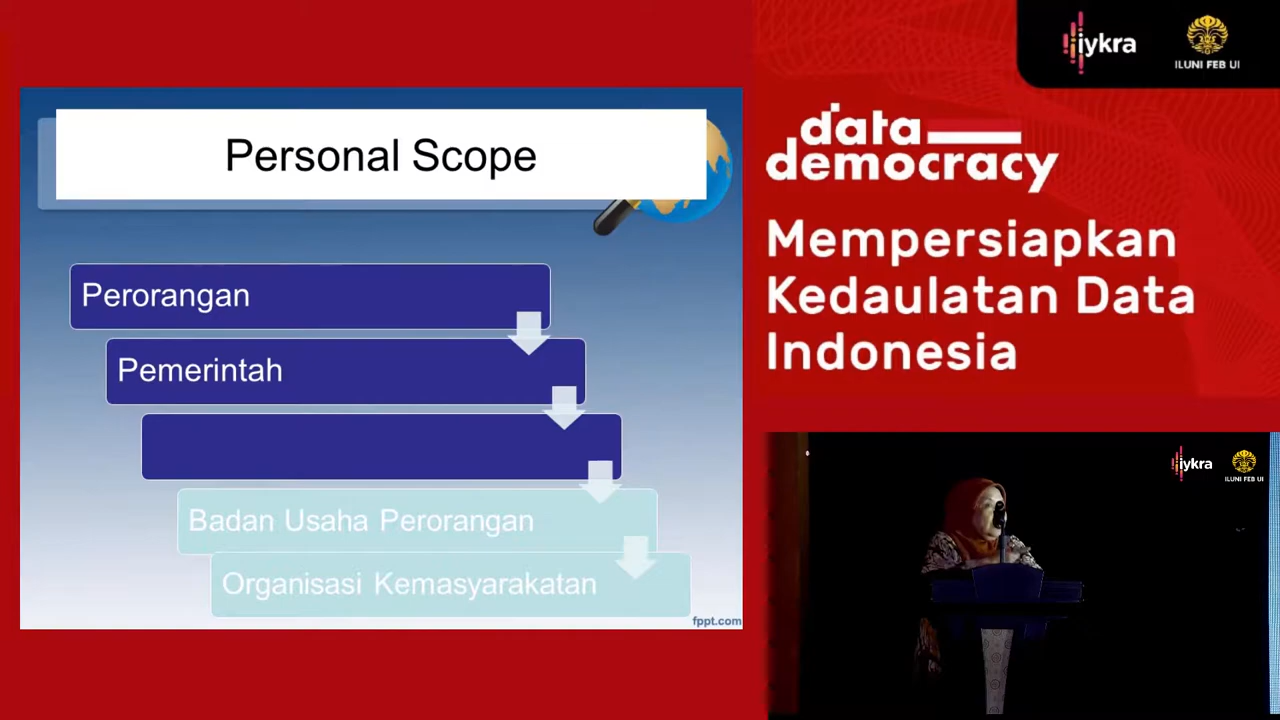 Personal Scope
Perorangan
Pemerintah
Badan Usaha Perorangan
Organisasi Kemasyarakatan
fppt.com
iykra
ILUNI FEB UI
data
democracy
Mempersiapkan
Kedaulatan Data
Indonesia
iykra
ILUNI FEB UI